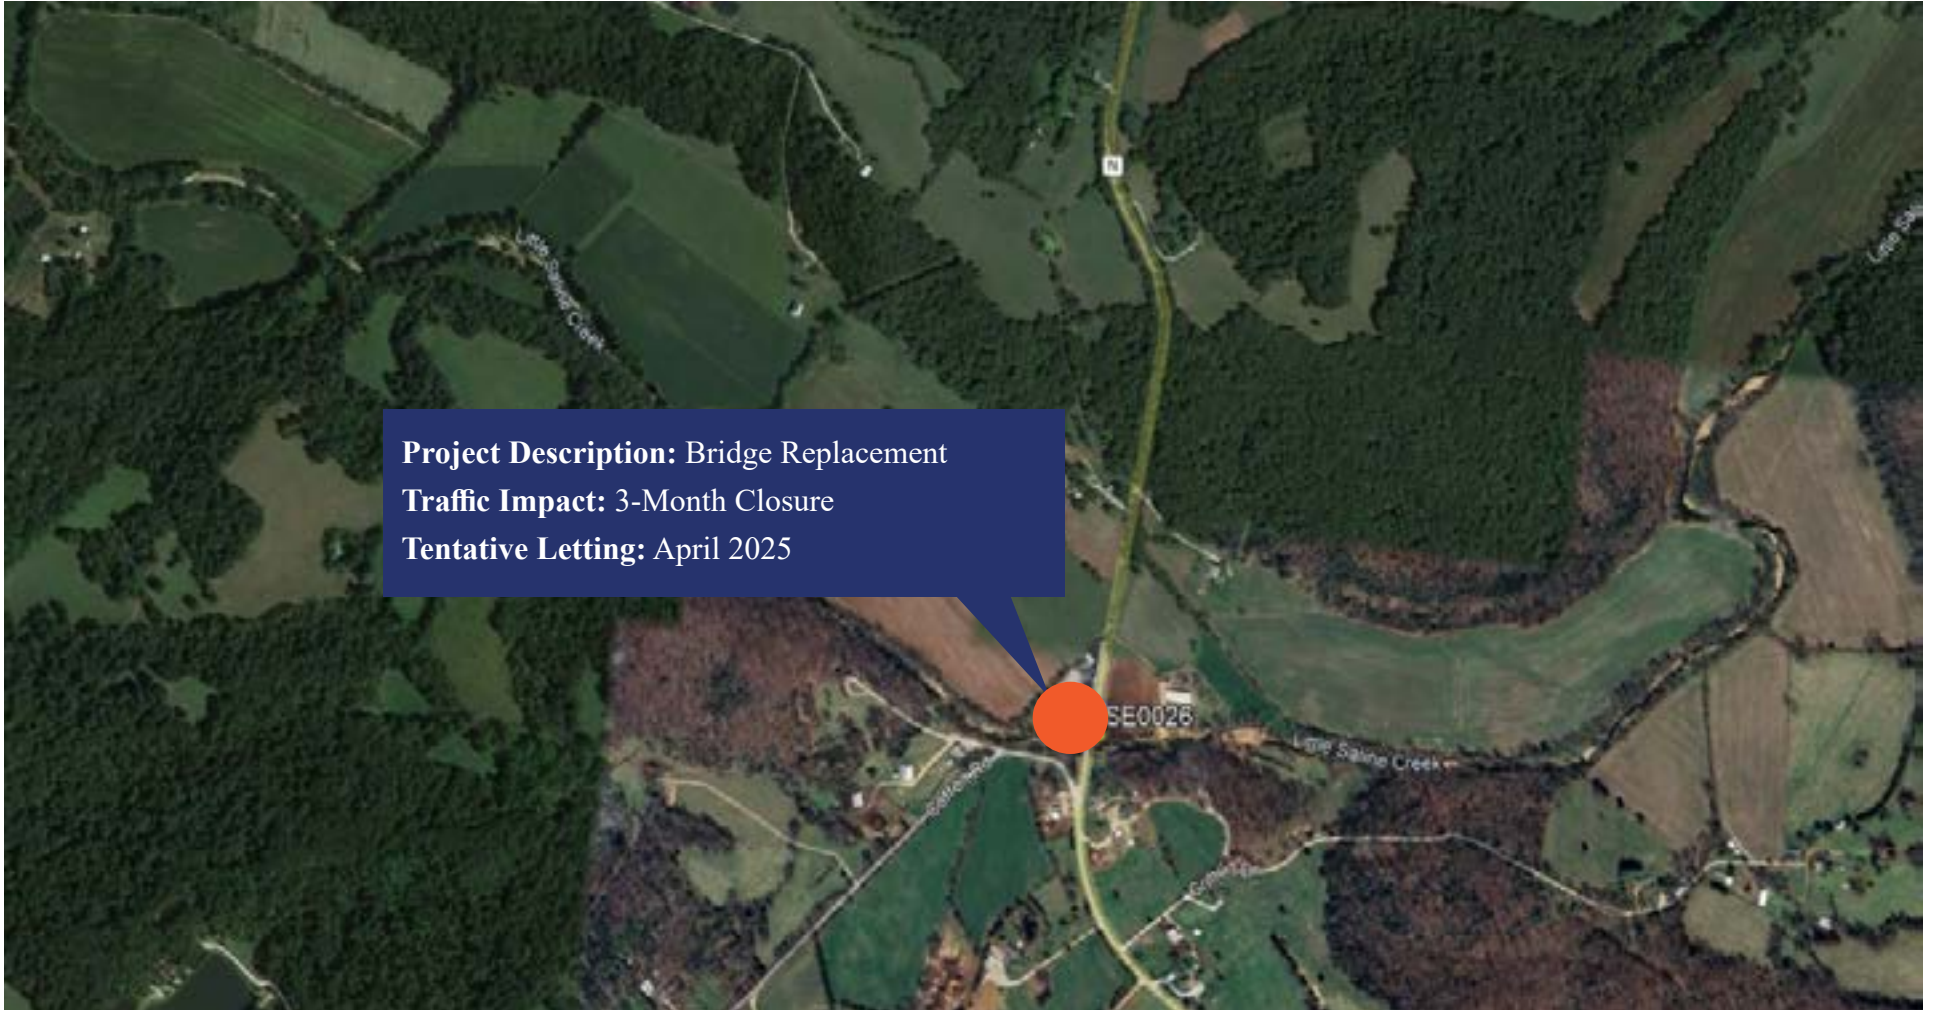 N
Little Saline Creek
Project Description: Bridge Replacement
Traffic Impact: 3-Month Closure
Tentative Letting: April 2025
SE0026
Little Saline Creek